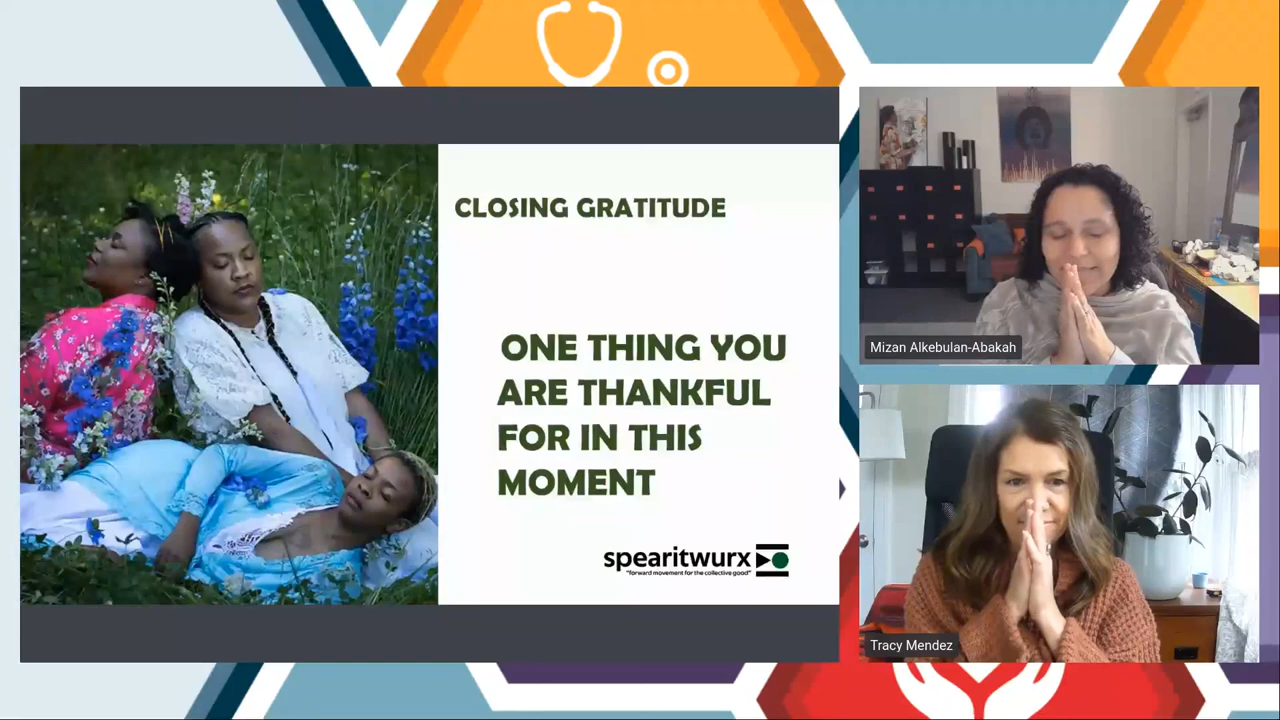 CLOSING GRATITUDE
ONE THING YOU
ARE THANKFUL
FOR IN THIS
MOMENT
spearitwurx
"forward movement for the collective good"
Mizan Alkebulan-Abakah
Tracy Mendez